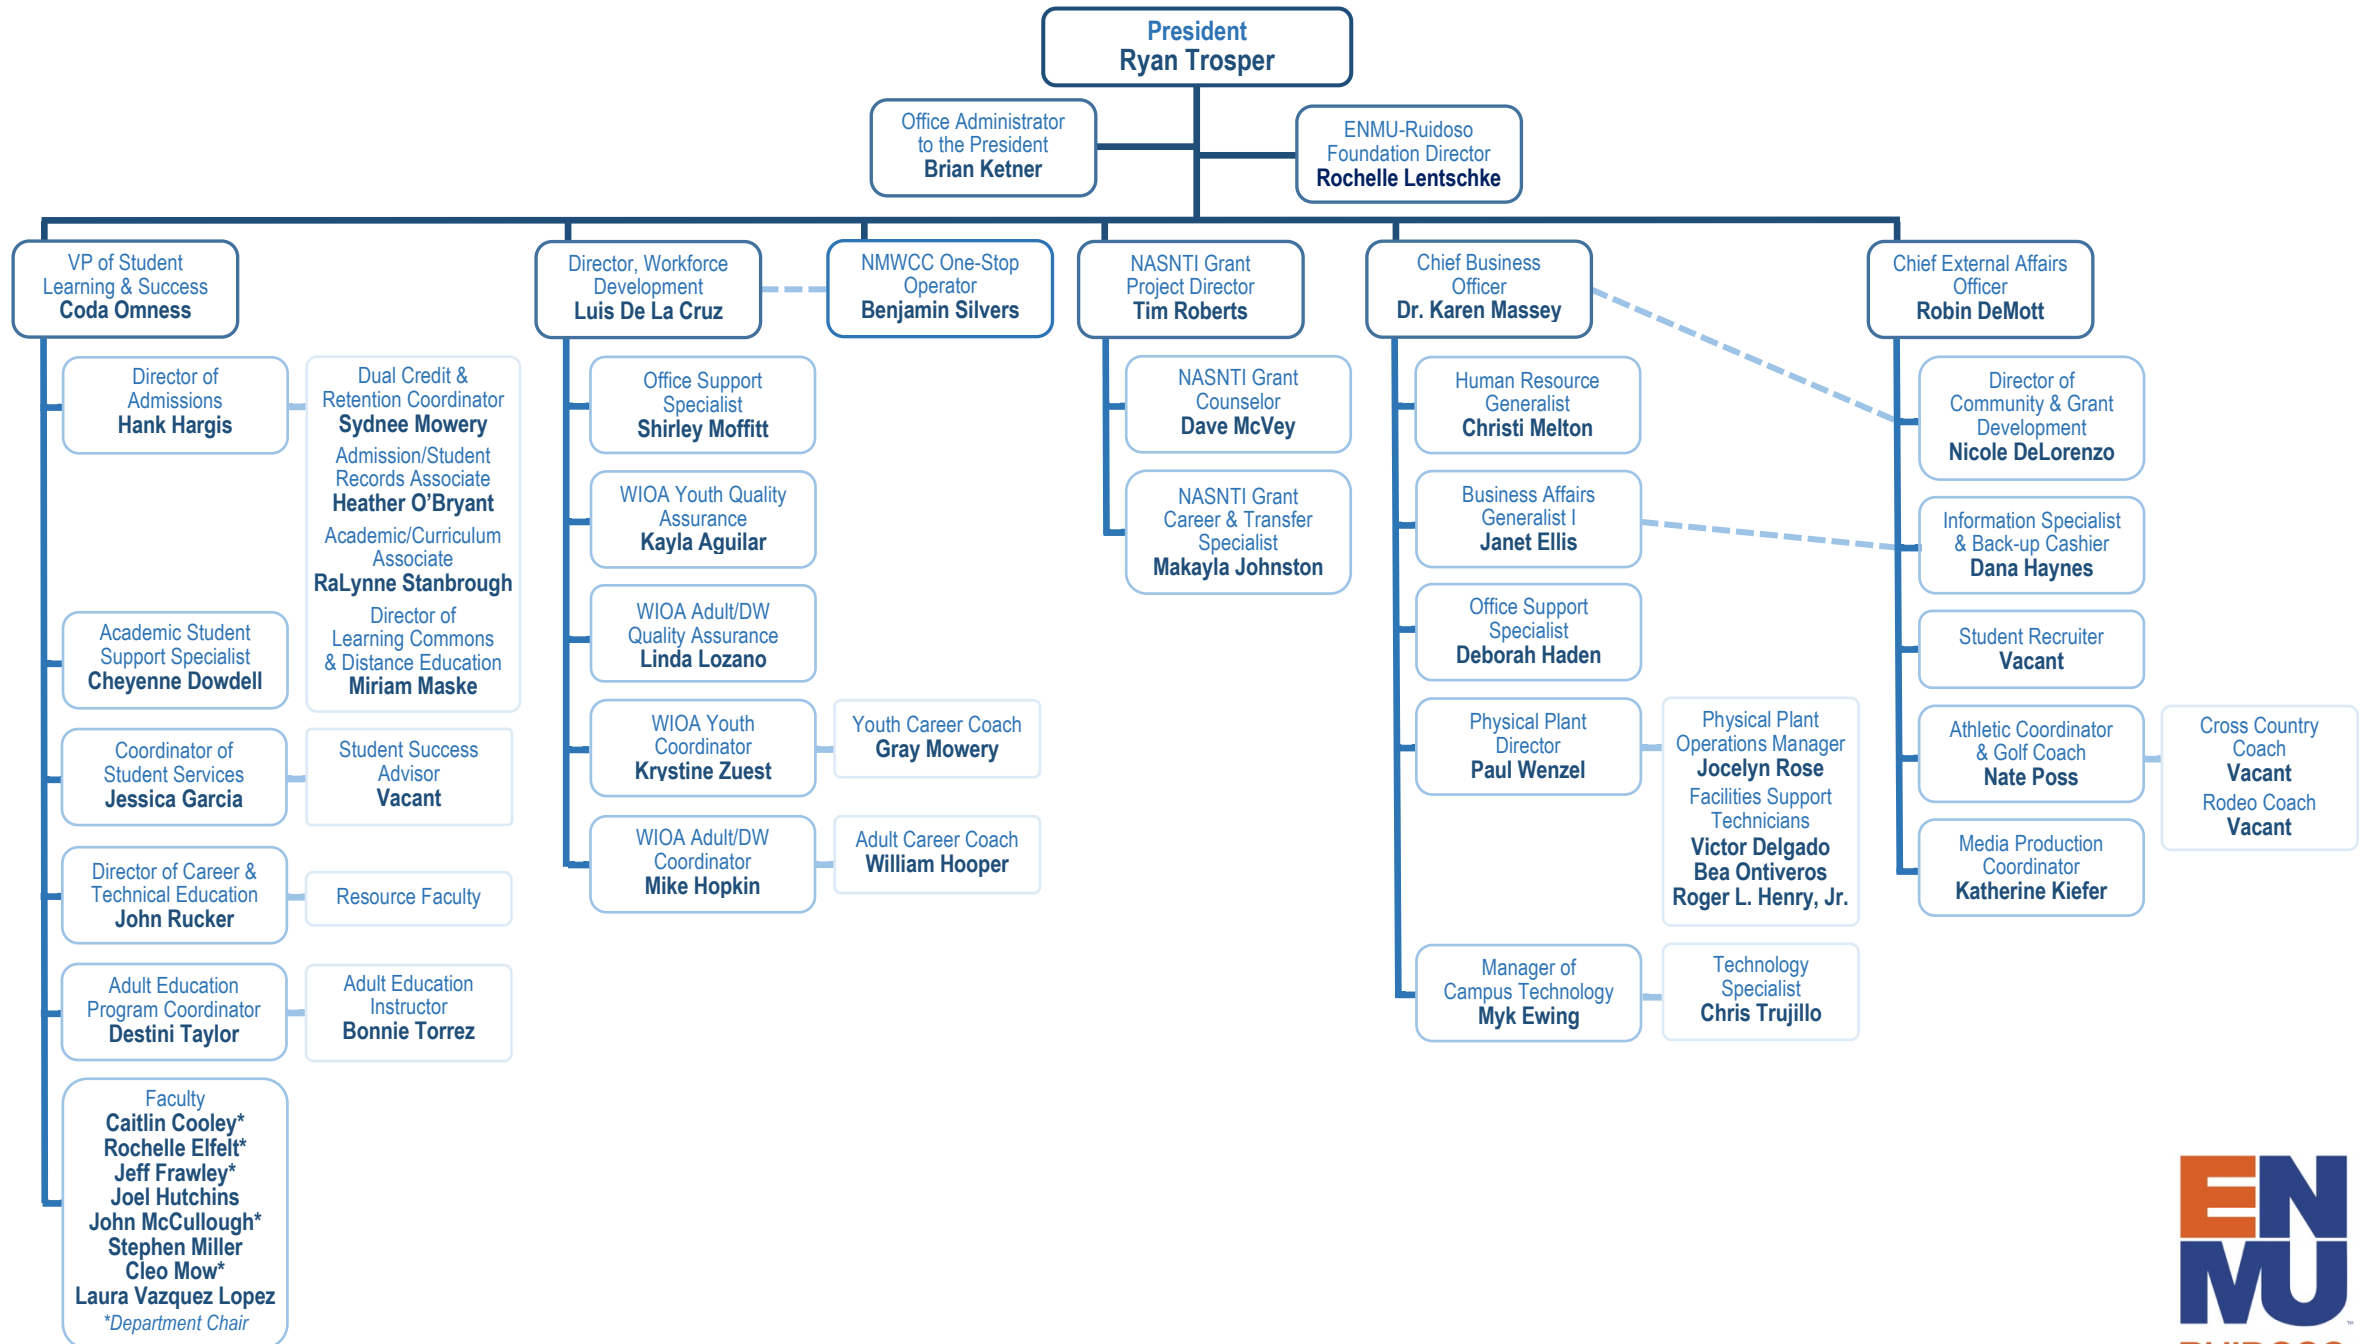 President
Ryan Trosper
Office Administrator
to the President
Brian Ketner
ENMU-Ruidoso
Foundation Director
Rochelle Lentschke
VP of Student
Learning & Success
Coda Omness
Director, Workforce
Development
Luis De La Cruz
NMWCC One-Stop
Operator
Benjamin Silvers
NASNTI Grant
Project Director
Tim Roberts
Chief Business
Officer
Dr. Karen Massey
Chief External Affairs
Officer
Robin DeMott
Director of
Admissions
Hank Hargis
Dual Credit &
Retention Coordinator
Sydnee Mowery
Admission/Student
Records Associate
Heather O’Bryant
Academic/Curriculum
Associate
RaLynne Stanbrough
Director of
Learning Commons
& Distance Education
Miriam Maske
Academic Student
Support Specialist
Cheyenne Dowdell
Coordinator of
Student Services
Jessica Garcia
Student Success
Advisor
Vacant
Director of Career &
Technical Education
John Rucker
Resource Faculty
Adult Education
Program Coordinator
Destini Taylor
Adult Education
Instructor
Bonnie Torrez
Faculty
Caitlin Cooley*
Rochelle Elfelt*
Jeff Frawley*
Joel Hutchins
John McCullough*
Stephen Miller
Cleo Mow*
Laura Vazquez Lopez
*Department Chair
Office Support
Specialist
Shirley Moffitt
WIOA Youth Quality
Assurance
Kayla Aguilar
WIOA Adult/DW
Quality Assurance
Linda Lozano
WIOA Youth
Coordinator
Krystine Zuest
Youth Career Coach
Gray Mowery
WIOA Adult/DW
Coordinator
Mike Hopkin
Adult Career Coach
William Hooper
NASNTI Grant
Counselor
Dave McVey
NASNTI Grant
Career & Transfer
Specialist
Makayla Johnston
Human Resource
Generalist
Christi Melton
Business Affairs
Generalist I
Janet Ellis
Office Support
Specialist
Deborah Haden
Physical Plant
Director
Paul Wenzel
Physical Plant
Operations Manager
Jocelyn Rose
Facilities Support
Technicians
Victor Delgado
Bea Ontiveros
Roger L. Henry, Jr.
Manager of
Campus Technology
Myk Ewing
Technology
Specialist
Chris Trujillo
Director of
Community & Grant
Development
Nicole DeLorenzo
Information Specialist
& Back-up Cashier
Dana Haynes
Student Recruiter
Vacant
Athletic Coordinator
& Golf Coach
Nate Poss
Cross Country
Coach
Vacant
Rodeo Coach
Vacant
Media Production
Coordinator
Katherine Kiefer
EN
MU